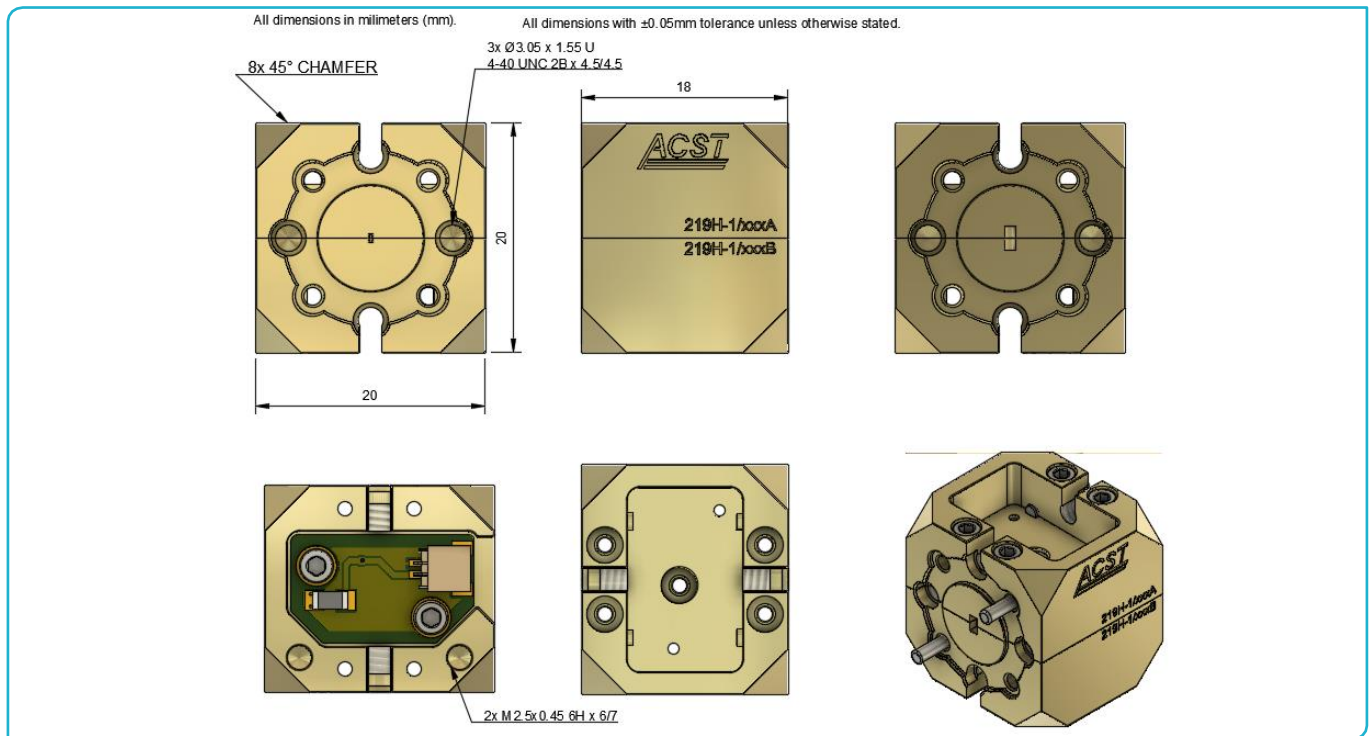 All dimensions in milimeters (mm).
All dimensions with ±0.05mm tolerance unless otherwise stated.
3x Ø3.05 x 1.55 U
4-40 UNC 2B x 4.5/4.5
8x 45° CHAMFER
18
20
20
ACST
219H-1/xxxA
219H-1/xxxB
ACST
219H-1/xxxA
219H-1/xxxB
2x M2.5x0.45 6H x 6/7